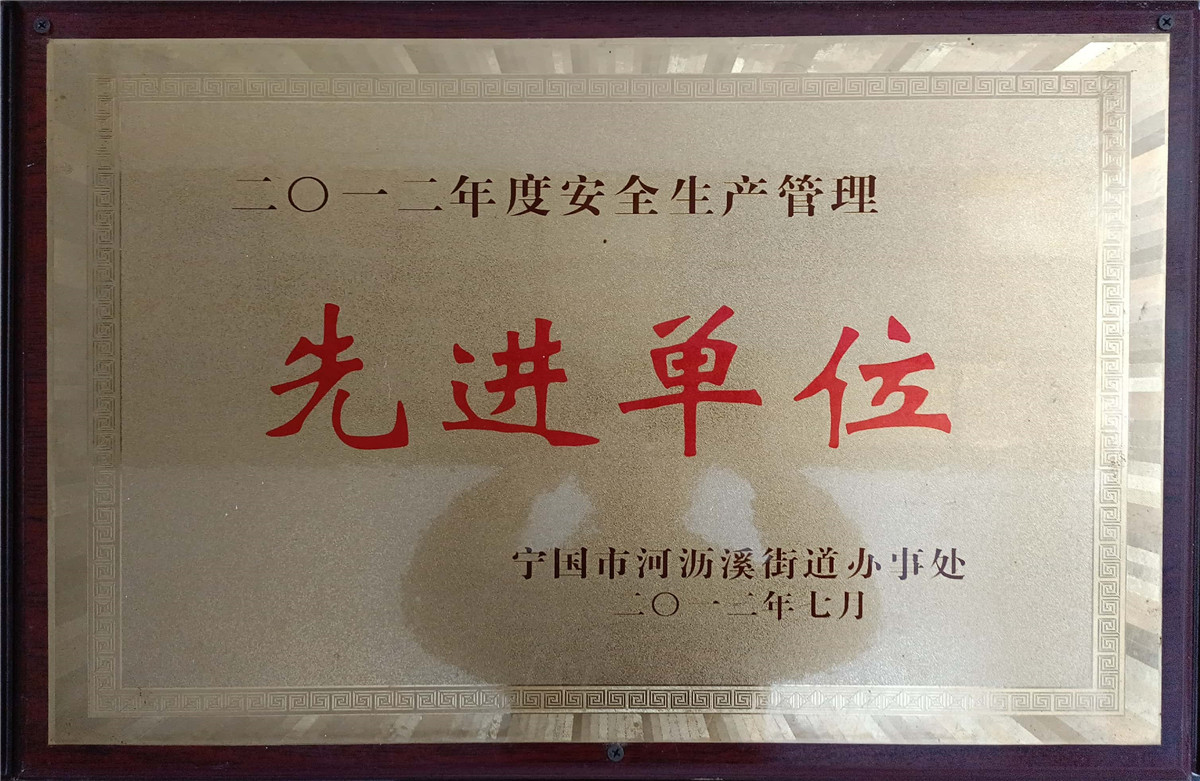 二〇一二年度安全生产管理
先进单位
宁国市河沥溪街道办事处
二〇一二年七月